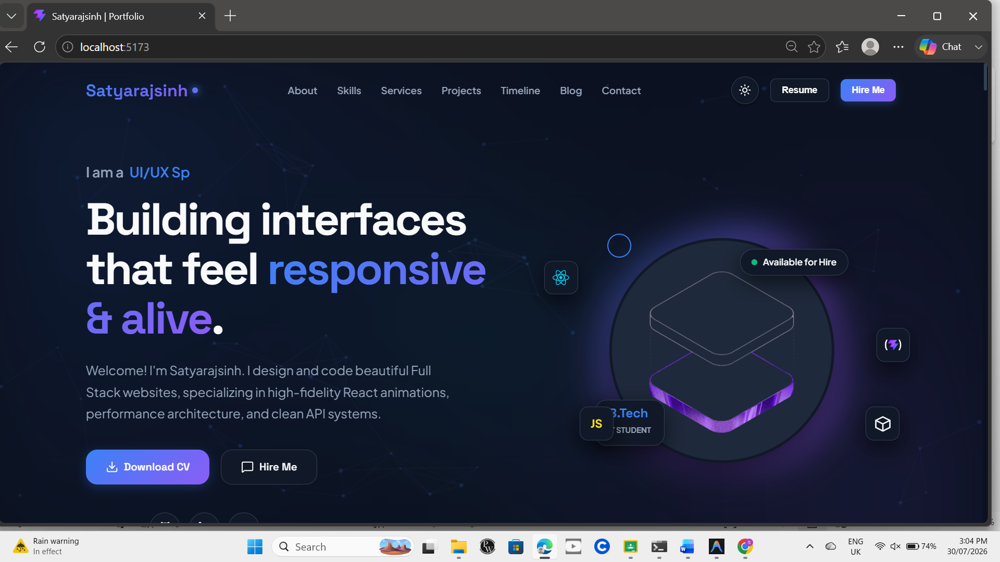 Satyarajsinh | Portfolio
localhost:5173
Chat
Satyarajsinh
About
Skills
Services
Projects
Timeline
Blog
Contact
Resume
Hire Me
I am a UI/UX Sp
Building interfaces
that feel responsive
& alive.
Welcome! I'm Satyarajsinh. I design and code beautiful Full
Stack websites, specializing in high-fidelity React animations,
performance architecture, and clean API systems.
Download CV
Hire Me
Available for Hire
JS
B.Tech
STUDENT
Rain warning
In effect
Search
ENG
UK
74%
3:04 PM
30/07/2026